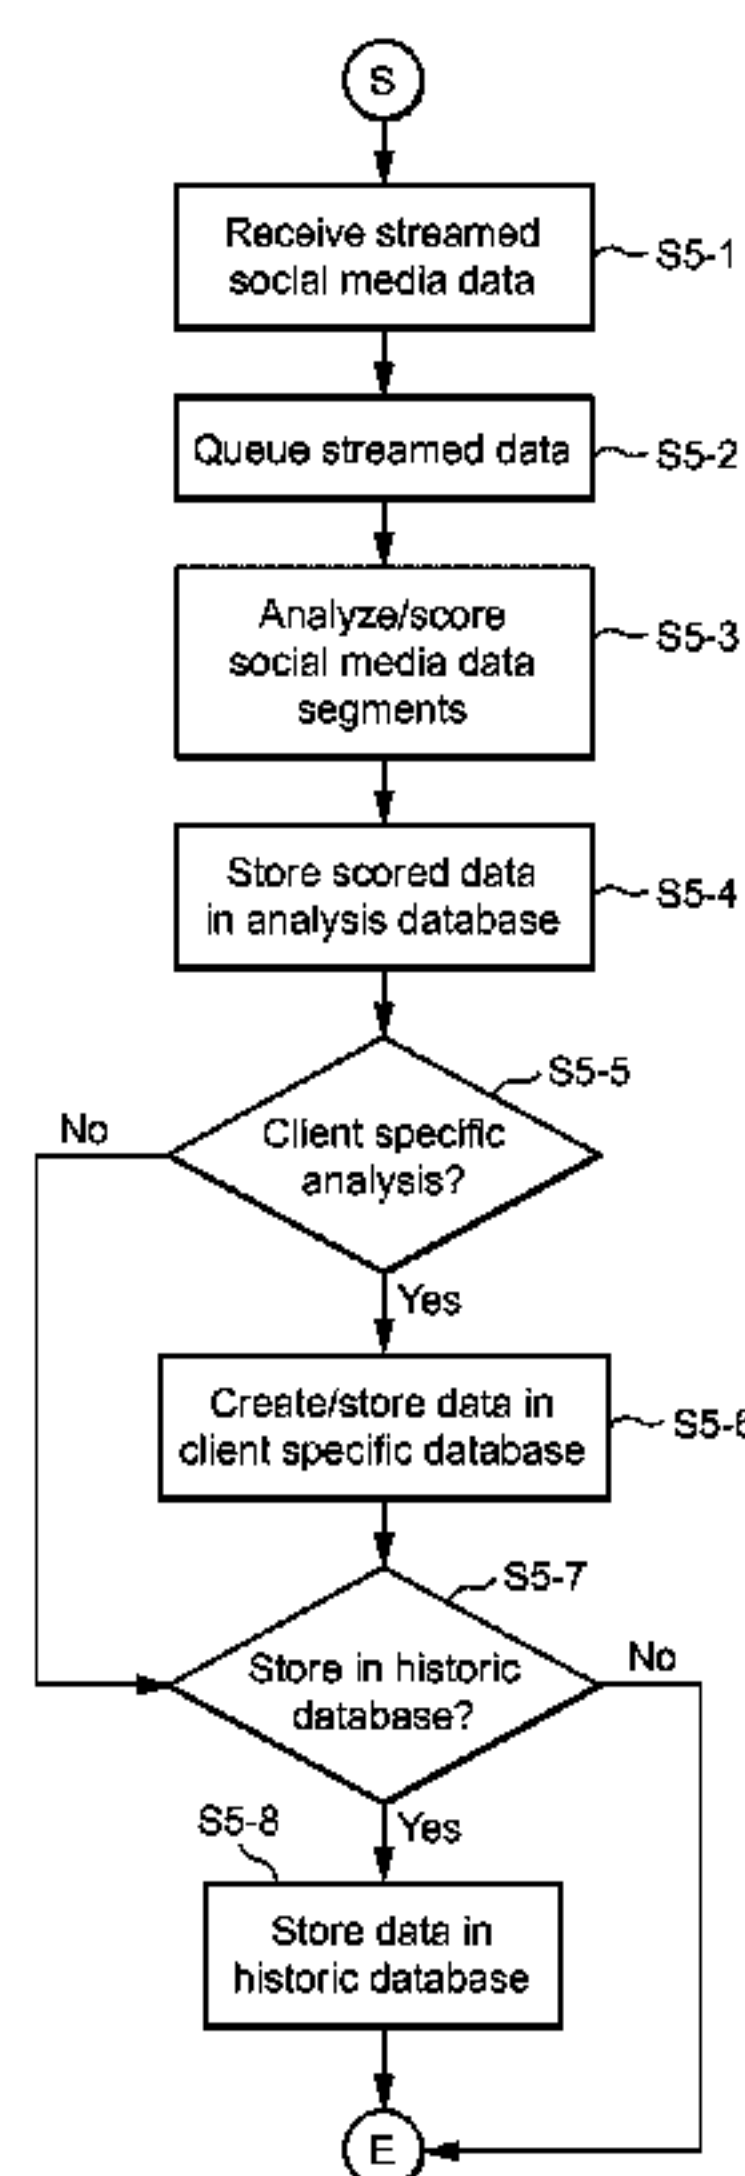 S
Receive streamed
social media data
S5-1
Queue streamed data
S5-2
Analyze/score
social media data
segments
S5-3
Store scored data
in analysis database
S5-4
S5-5
No
Client specific
analysis?
Yes
Create/store data in
client specific database
S5-6
S5-7
Store in historic
database?
No
S5-8
Yes
Store data in
historic database
E